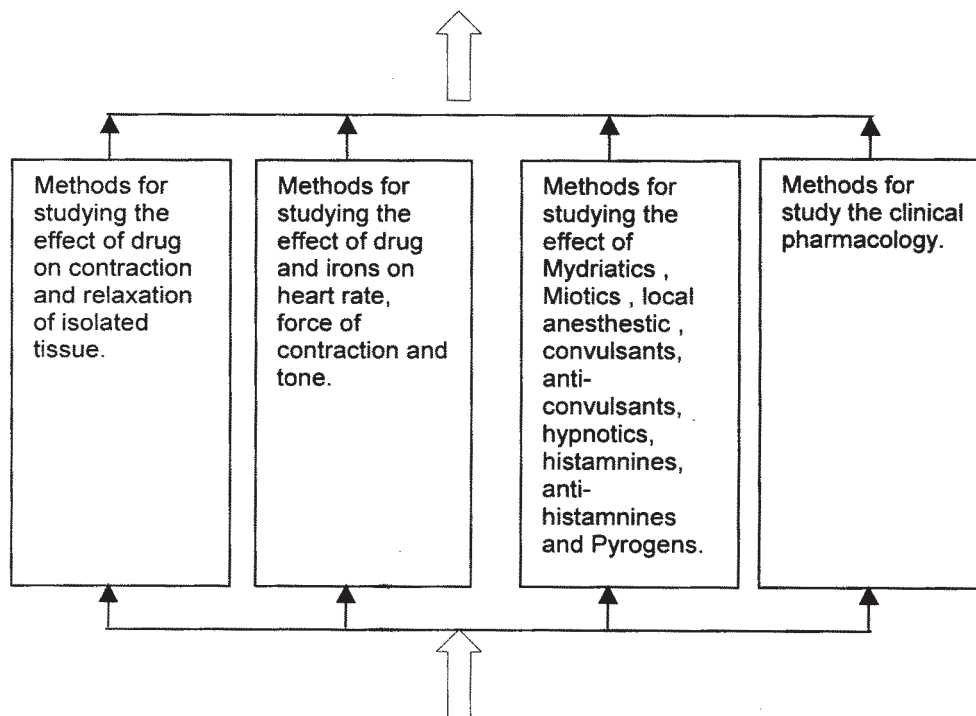 Methods for
studying the
effect of drug
on contraction
and relaxation
of isolated
tissue.
Methods for
studying the
effect of drug
and irons on
heart rate,
force of
contraction and
tone.
Methods for
studying the
effect of
Mydriatics ,
Miotics , local
anesthestic ,
convulsants,
anti-
convulsants,
hypnotics,
histamnines,
anti-
histamnines
and Pyrogens.
Methods for
study the clinical
pharmacology.